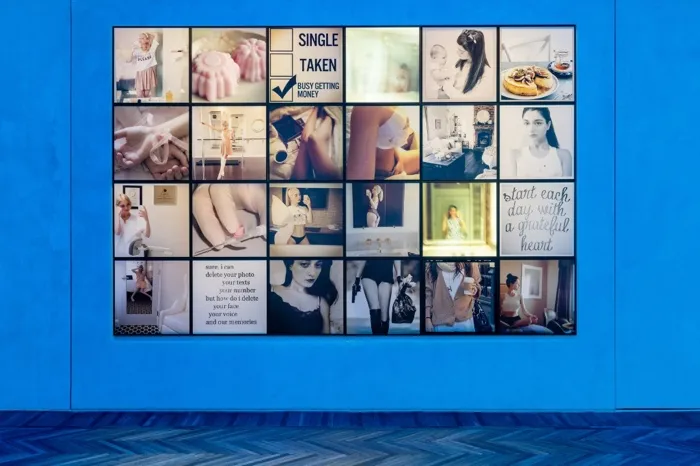 SINGLE
TAKEN
BUSY GETTING
MONEY
start each
day with
a grateful
heart
sure, i can
delete your photo
your texts
your number
but how do i delete
your face
your voice
and our memories